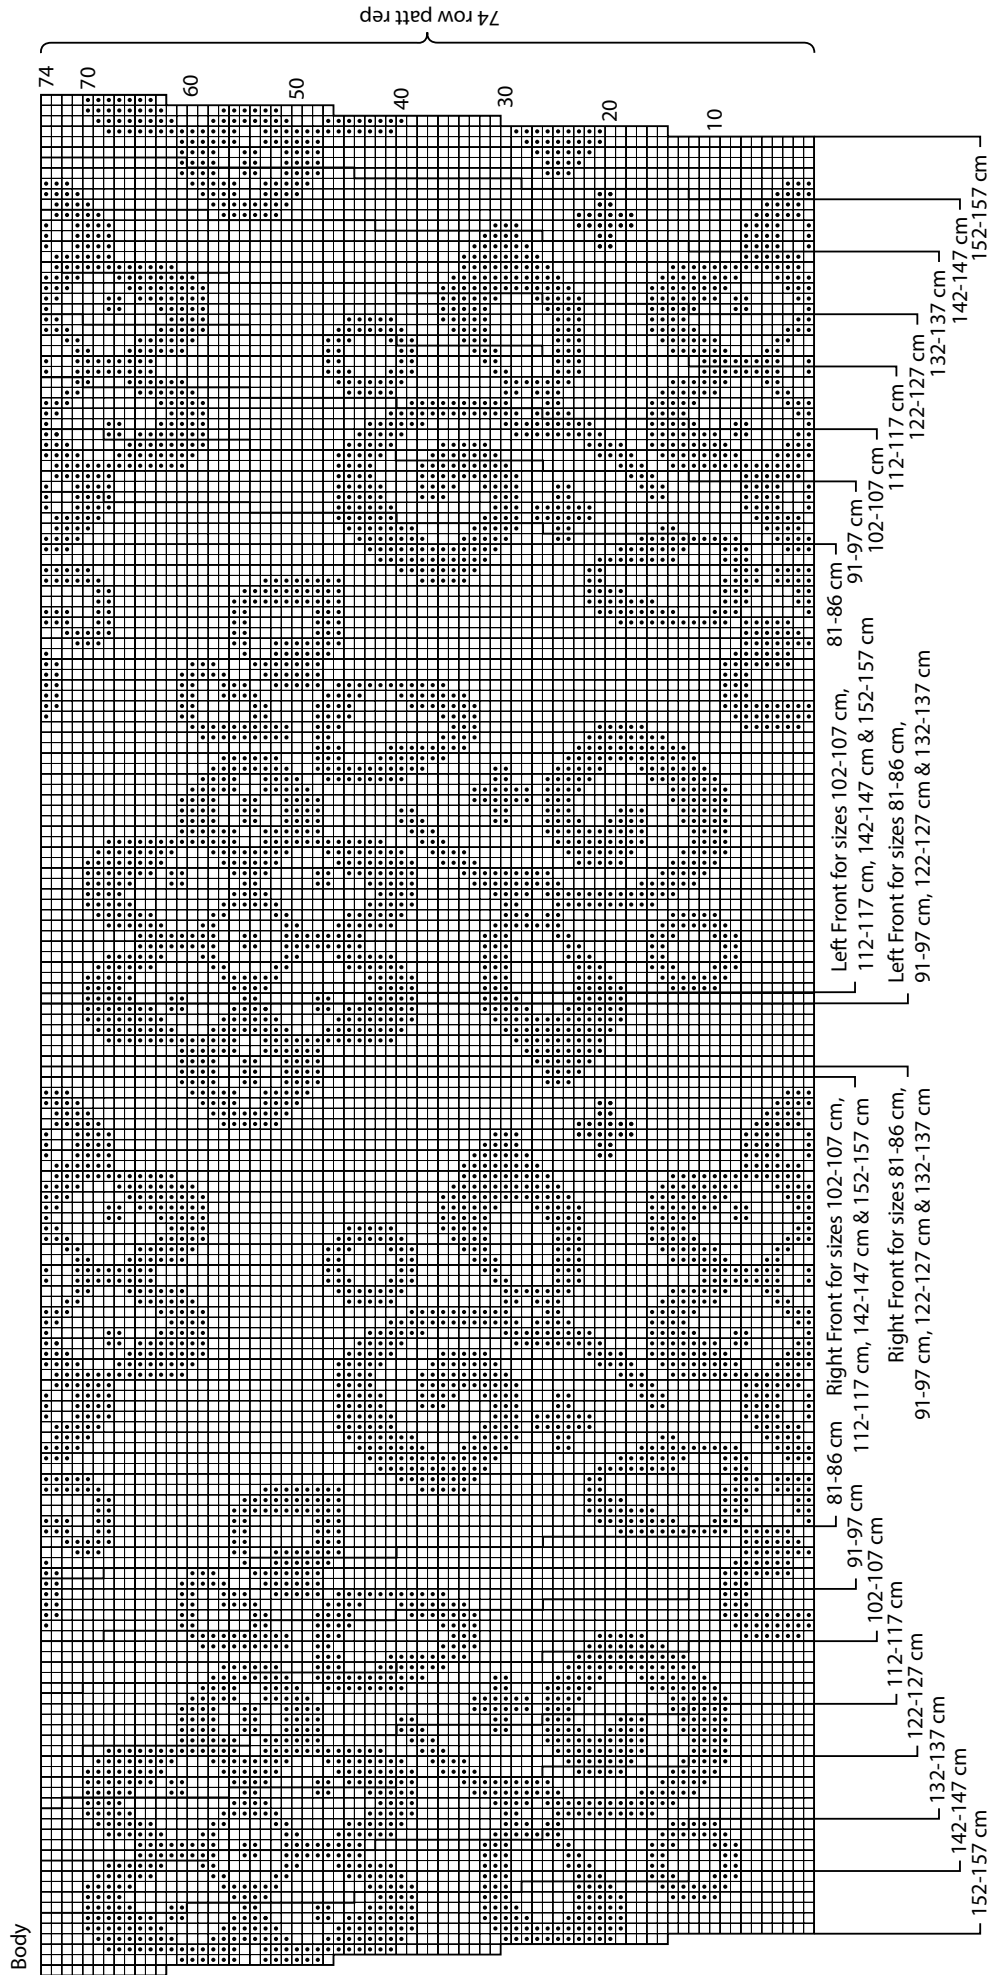 Body
74 row patt rep
74
70
60
50
40
30
20
10
152-157 cm
142-147 cm
132-137 cm
122-127 cm
112-117 cm
102-107 cm
91-97 cm
81-86 cm
Right Front for sizes 102-107 cm,
112-117 cm, 142-147 cm & 152-157 cm
Right Front for sizes 81-86 cm,
91-97 cm, 122-127 cm & 132-137 cm
Left Front for sizes 102-107 cm,
112-117 cm, 142-147 cm & 152-157 cm
Left Front for sizes 81-86 cm,
91-97 cm, 122-127 cm & 132-137 cm
81-86 cm
91-97 cm
102-107 cm
112-117 cm
122-127 cm
132-137 cm
142-147 cm
152-157 cm